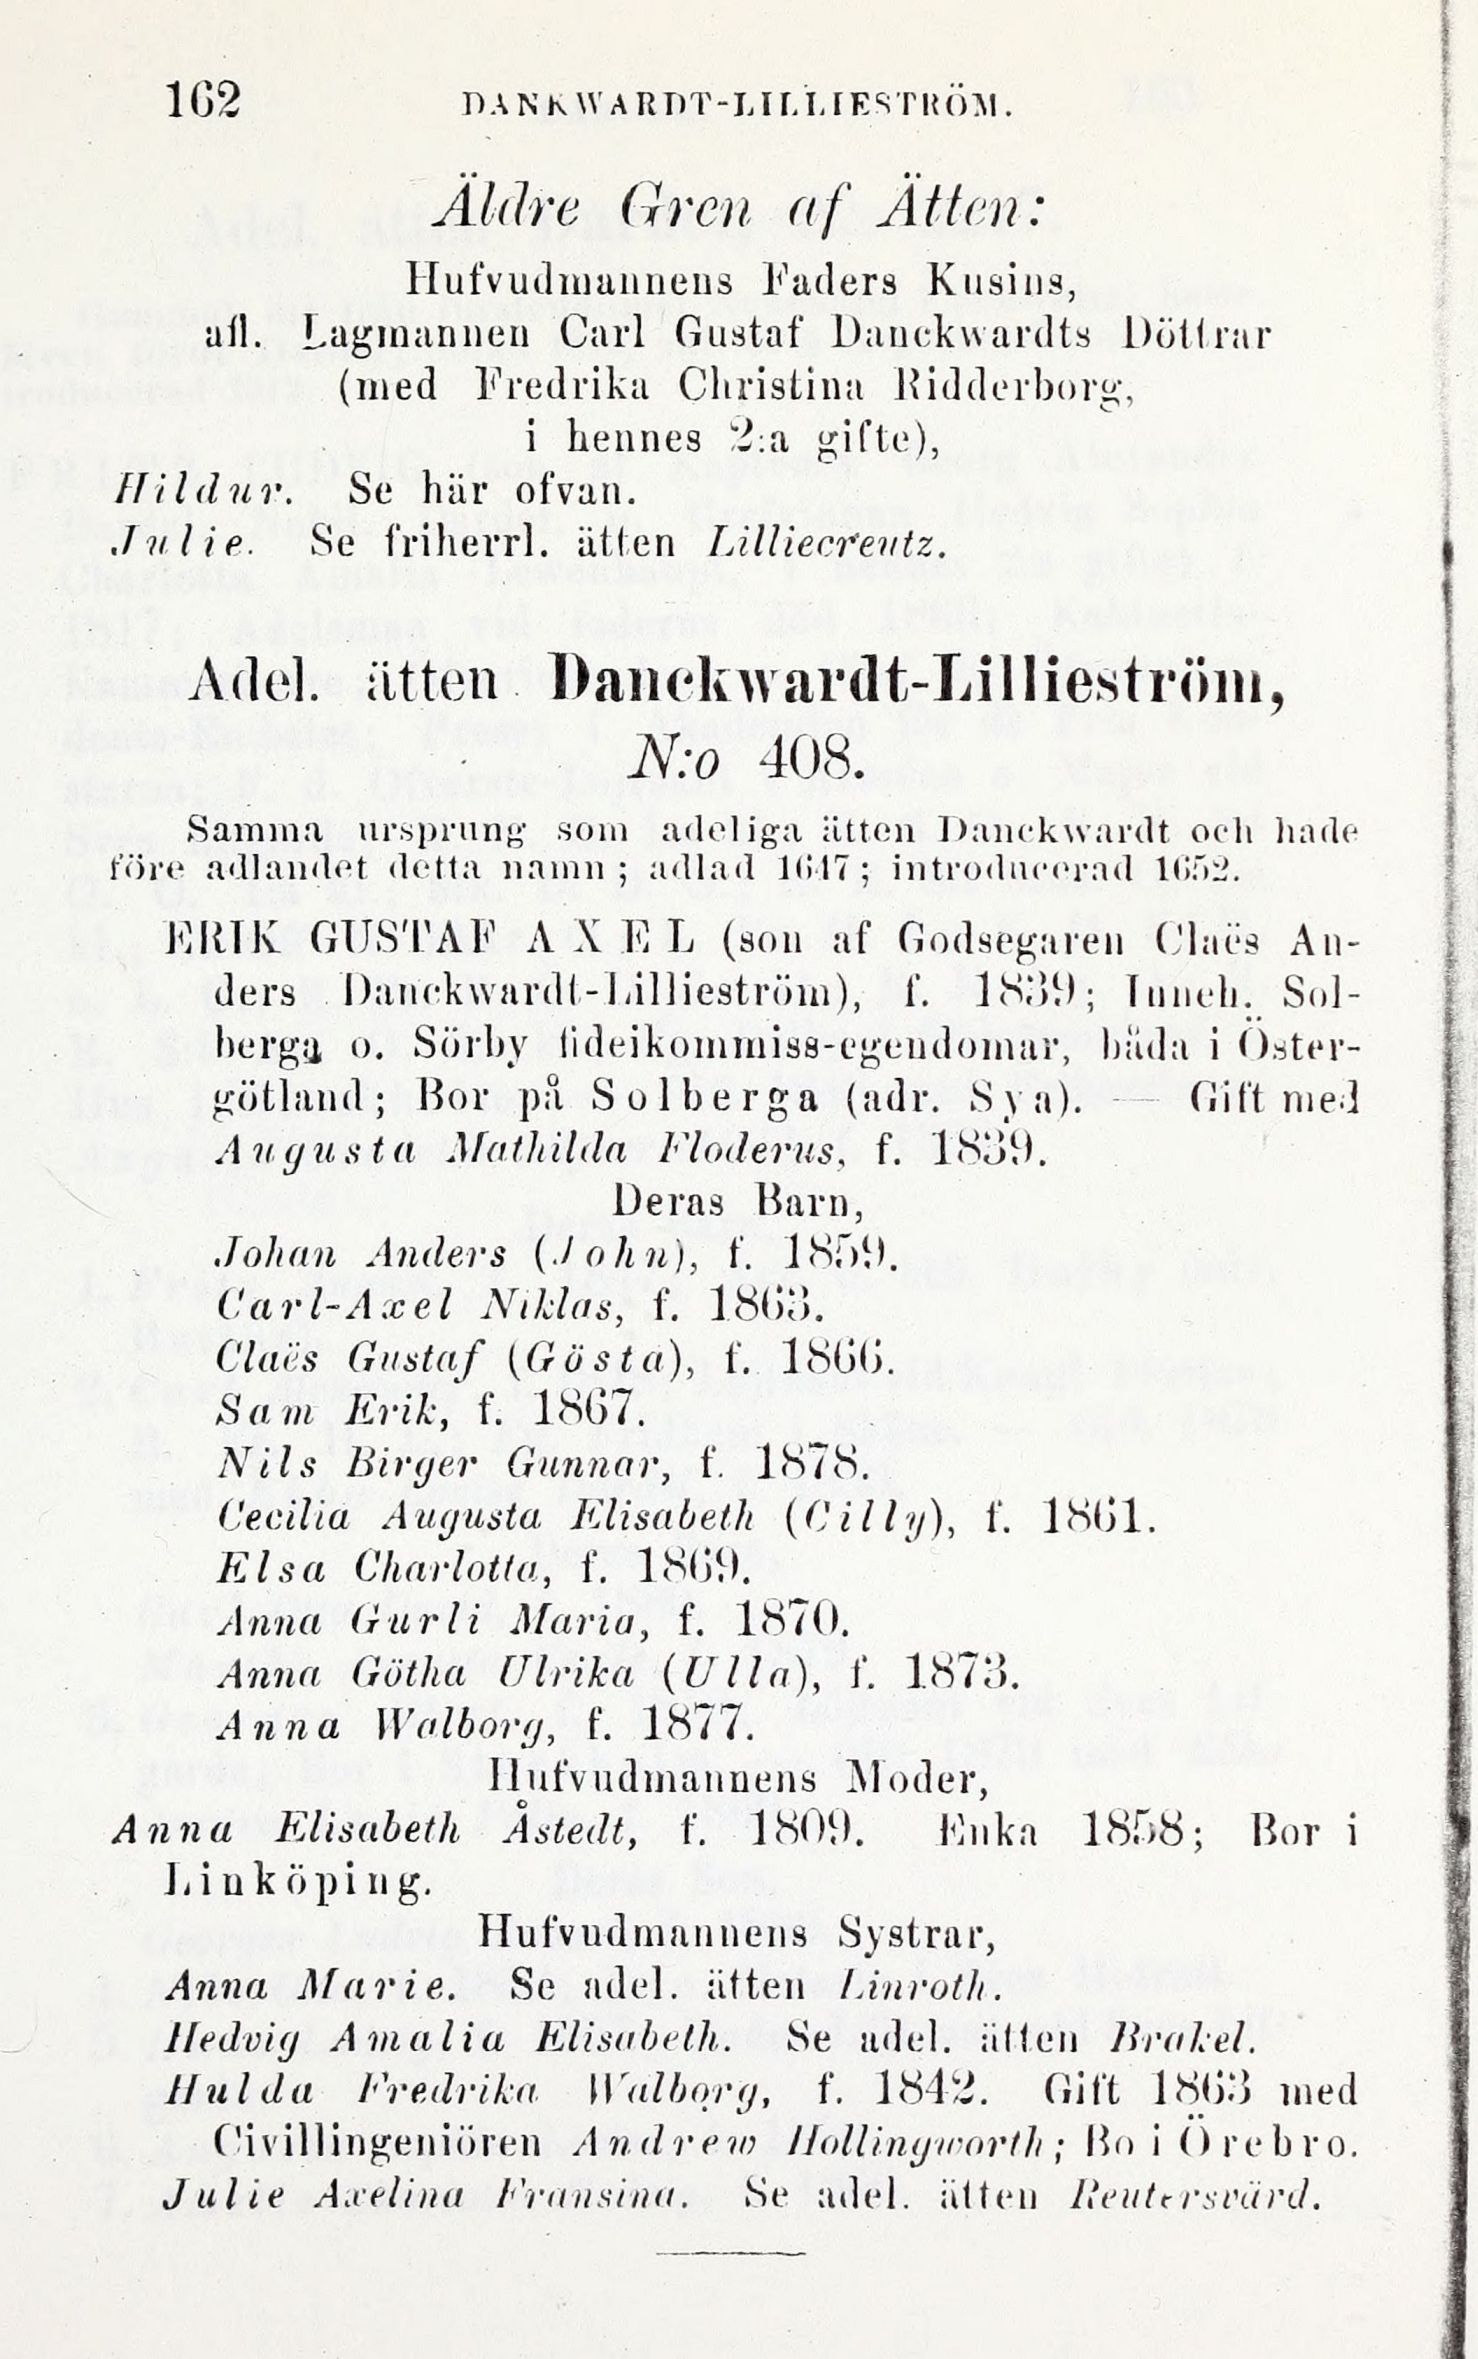 162 DANKWARDT-LILLIESTRÖM.
Äldre Gren af Ätten:
Hufvudmannens Faders Kusins,
afl. Lagmannen Carl Gustaf Danckwardts Döttrar
(med Fredrika Christina Ridderborg,
i hennes 2:a gifte),
Hildur. Se här ofvan.
Julie. Se friherrl. ätten Lilliecreutz.
Adel. ätten Danckwardt-Lillieström,
N:o 408.
Samma ursprung som adeliga ätten Danckwardt och hade
före adlandet detta namn; adlad 1647; introducerad 1652.
ERIK GUSTAF AXEL (son af Godsegaren Claës An-
ders Danckwardt-Lillieström), f. 1839; Inneh. Sol-
berga o. Sörby fideikommiss-egendomar, båda i Öster-
götland; Bor på Solberga (adr. Sya). — Gift med
Augusta Mathilda Floderus, f. 1839.
Deras Barn,
Johan Anders (John), f. 1859.
Carl-Axel Niklas, f. 1863.
Claës Gustaf (Gösta), f. 1866.
Sam Erik, f. 1867.
Nils Birger Gunnar, f. 1878.
Cecilia Augusta Elisabeth (Cilly), f. 1861.
Elsa Charlotta, f. 1869.
Anna Gurli Maria, f. 1870.
Anna Götha Ulrika (Ulla), f. 1873.
Anna Walborg, f. 1877.
Hufvudmannens Moder,
Anna Elisabeth Åstedt, f. 1809. Enka 1858; Bor i
Linköping.
Hufvudmannens Systrar,
Anna Marie. Se adel. ätten Linroth.
Hedvig Amalia Elisabeth. Se adel. ätten Brakel.
Hulda Fredrika Walborg, f. 1842. Gift 1863 med
Civillingeniören Andrew Hollingworth; Bo i Örebro.
Julie Axelina Fransina. Se adel. ätten Reutersvärd.